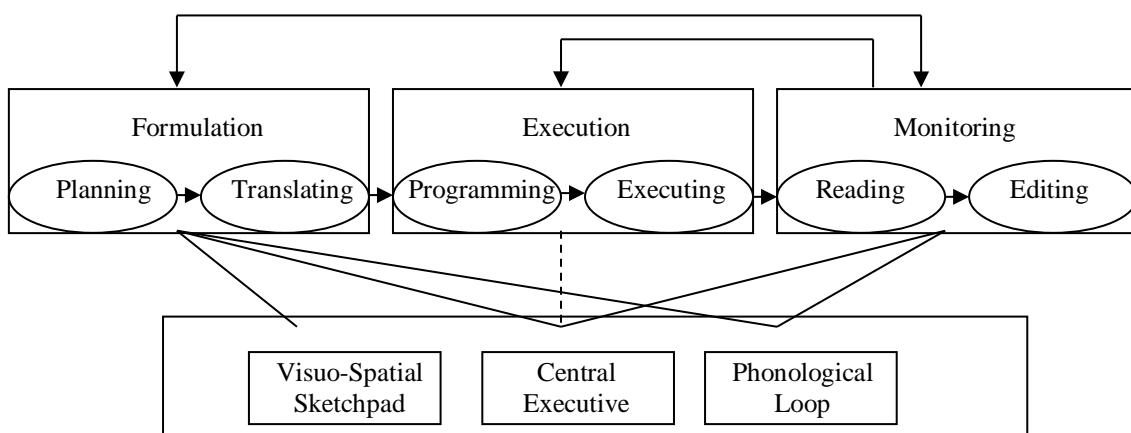 Formulation Execution Monitoring
Planning Translating Programming Executing Reading Editing
Visuo-Spatial Sketchpad
Central Executive
Phonological Loop